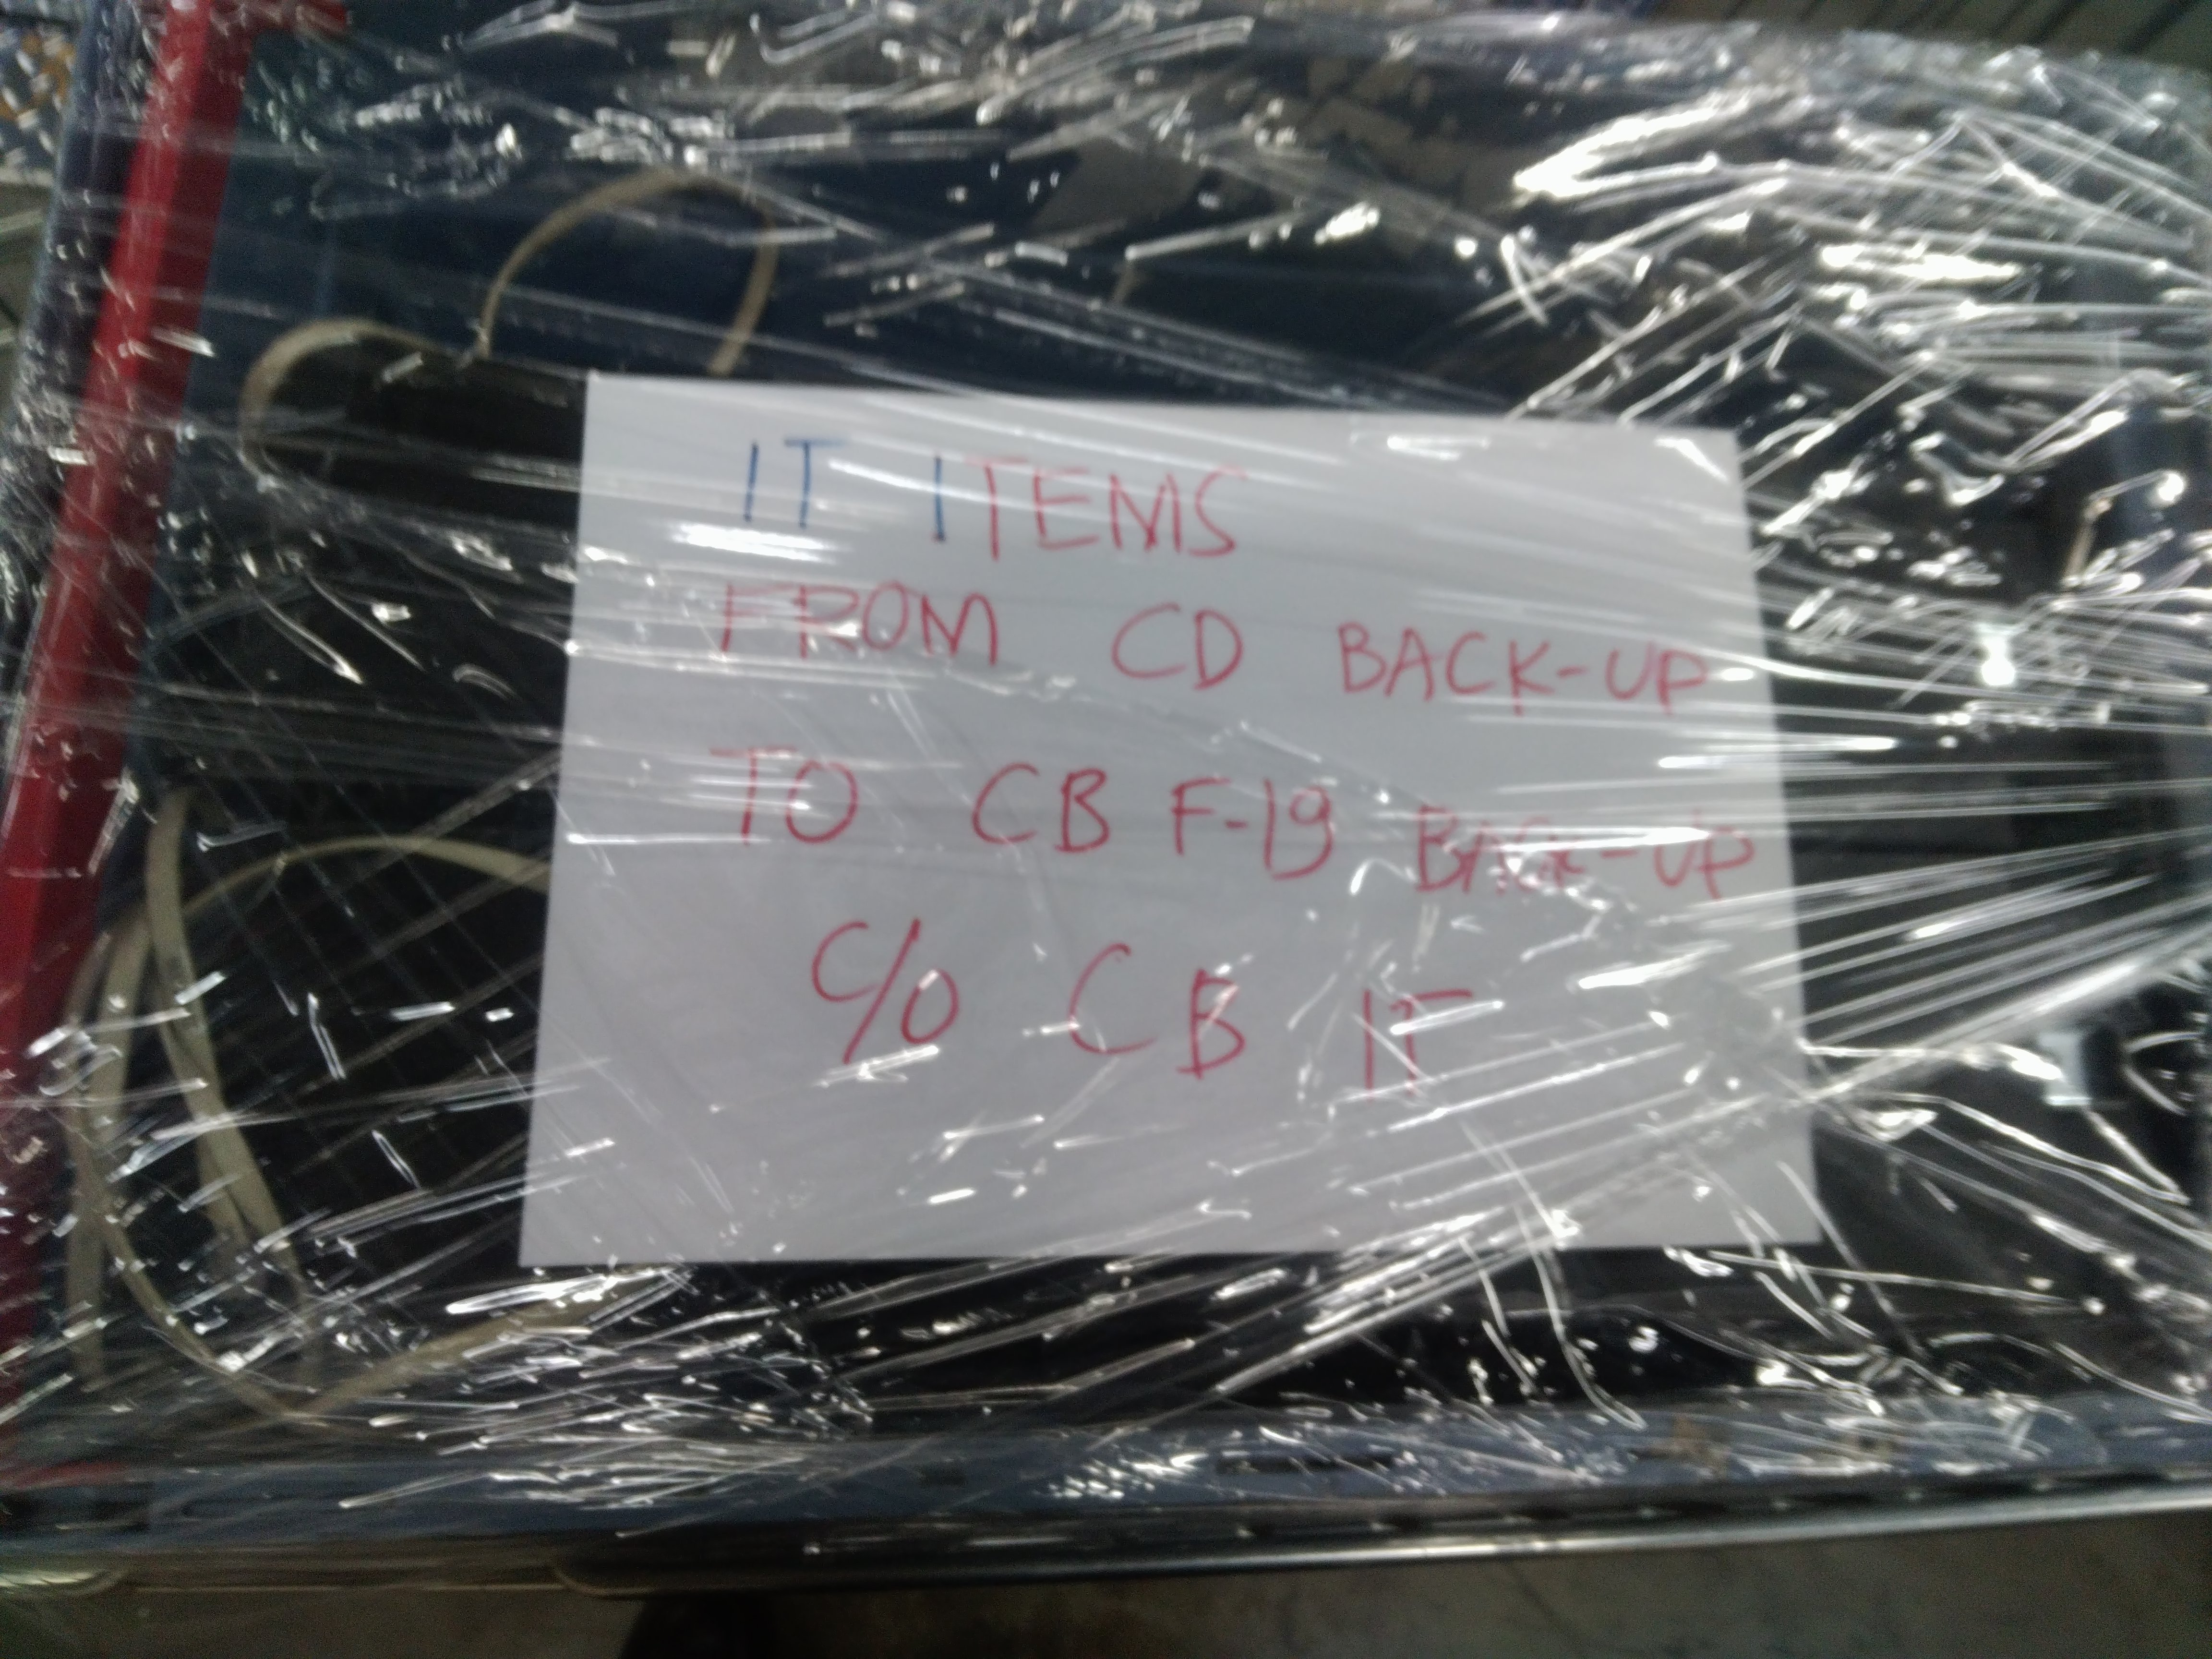 IT ITEMS
FROM CD BACK-UP
TO CB F-19 BACK-UP
C/O CB IT